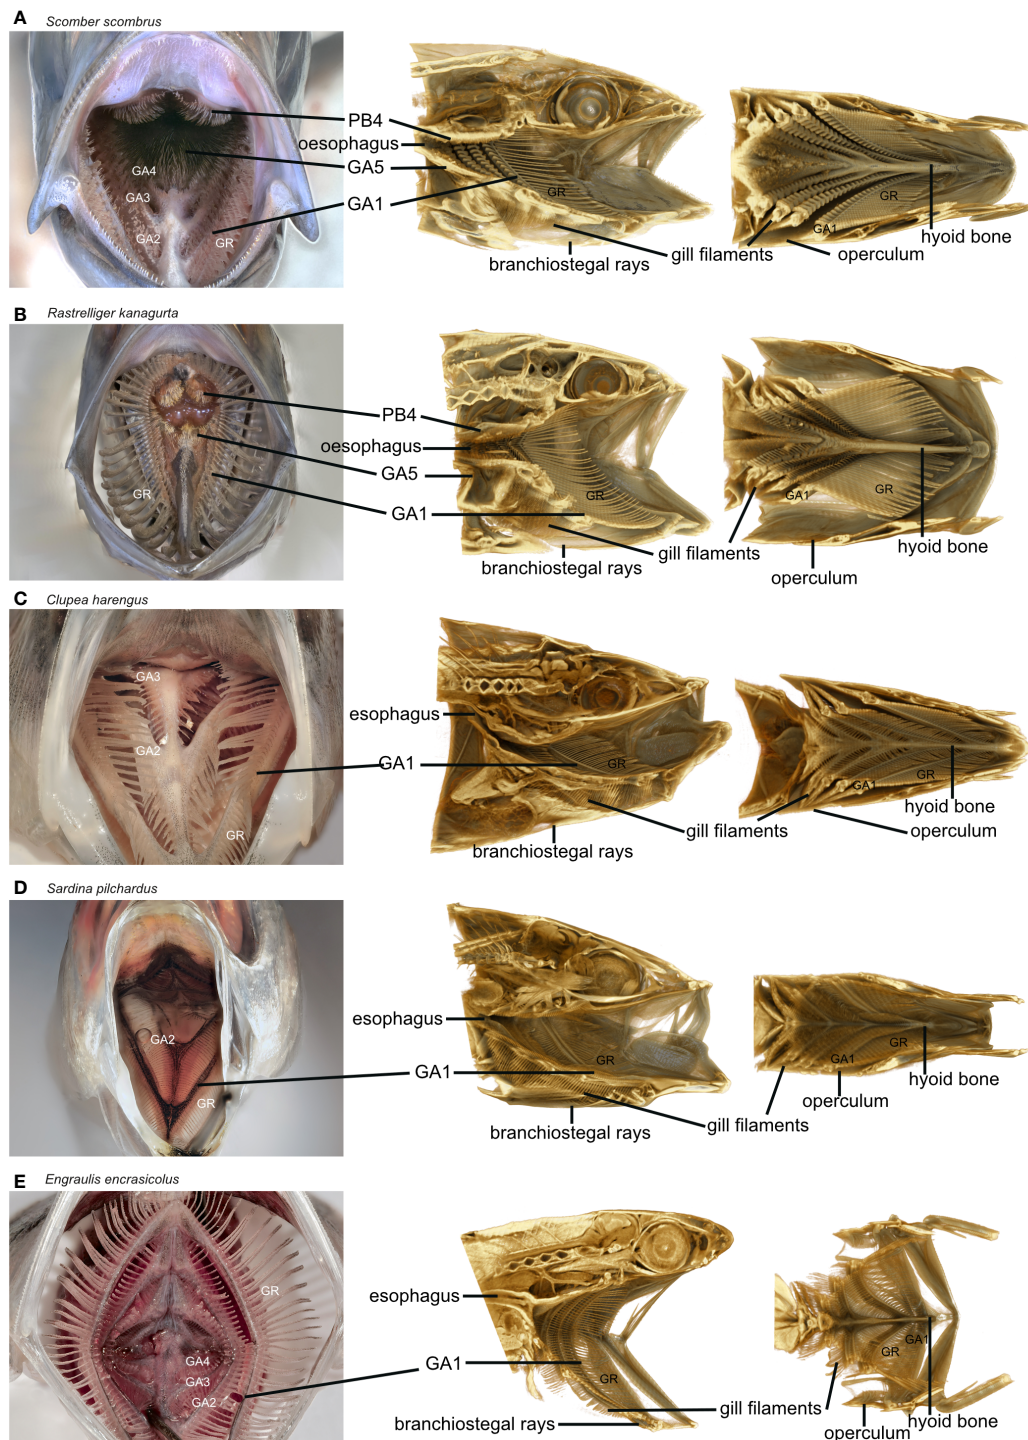 A Scomber scombrus
PB4
oesophagus
GA5
GA1
GA4
GA3
GA2
GR
GR
GR
GA1
hyoid bone
operculum
gill filaments
branchiostegal rays
B Rastrelliger kanagurta
PB4
oesophagus
GA5
GA1
GR
GR
GA1
GR
hyoid bone
gill filaments
branchiostegal rays
operculum
C Clupea harengus
GA3
GA2
GR
esophagus
GA1
GR
GA1
GR
hyoid bone
gill filaments
operculum
branchiostegal rays
D Sardina pilchardus
GA2
GR
esophagus
GA1
GR
GA1
GR
hyoid bone
operculum
gill filaments
branchiostegal rays
E Engraulis encrasicolus
GR
GA4
GA3
GA2
esophagus
GA1
GR
GA1
GR
gill filaments
branchiostegal rays
hyoid bone
operculum